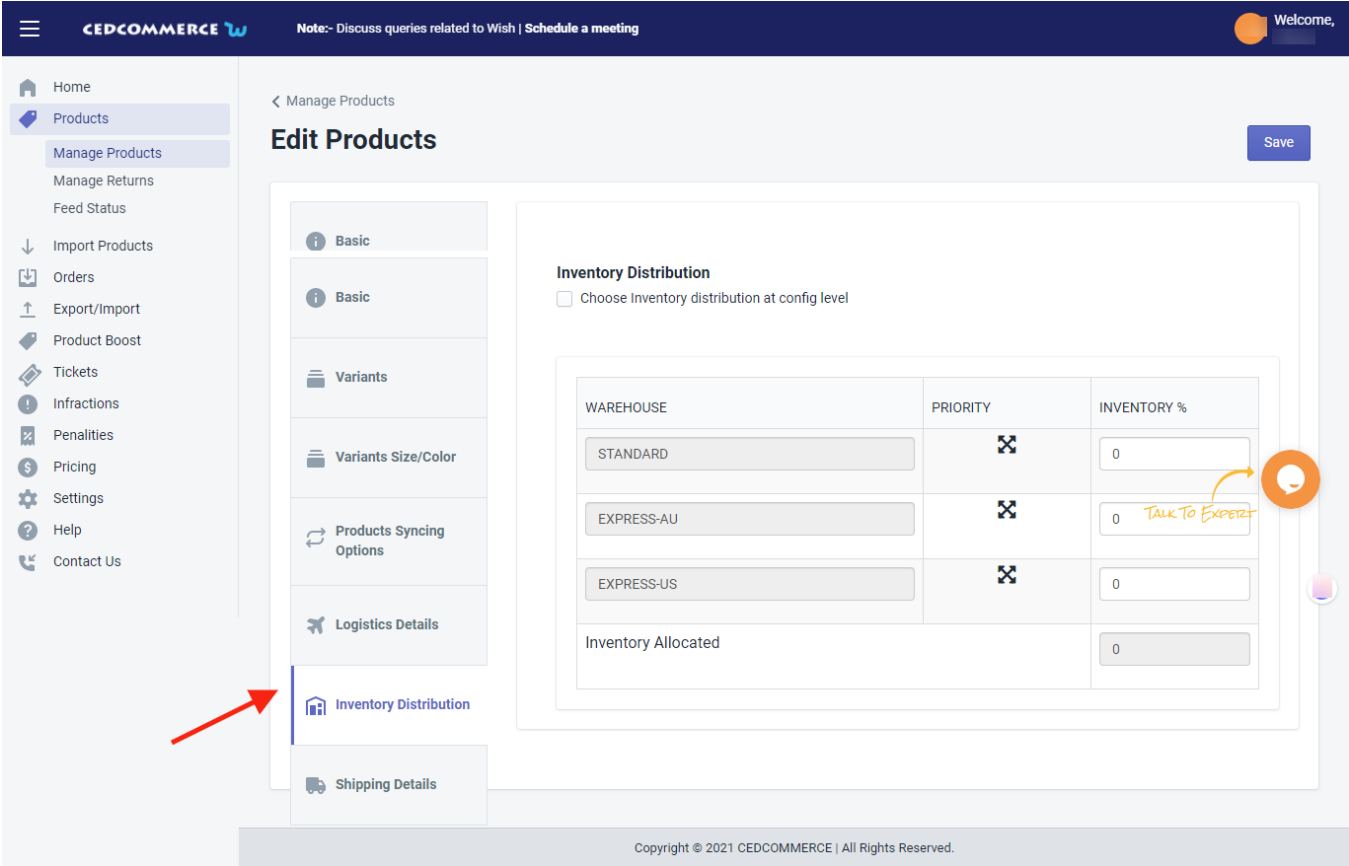 CEDCOMMERCE
Note:- Discuss queries related to Wish | Schedule a meeting
Welcome,
Home
Products
Manage Products
Manage Returns
Feed Status
Import Products
Orders
Export/Import
Product Boost
Tickets
Infractions
Penalities
Pricing
Settings
Help
Contact Us
Manage Products
Edit Products
Save
Basic
Basic
Variants
Variants Size/Color
Products Syncing
Options
Logistics Details
Inventory Distribution
Shipping Details
Inventory Distribution
Choose Inventory distribution at config level
WAREHOUSE PRIORITY INVENTORY %
STANDARD 0
EXPRESS-AU 0
Talk To Expert
EXPRESS-US 0
Inventory Allocated 0
Copyright © 2021 CEDCOMMERCE | All Rights Reserved.